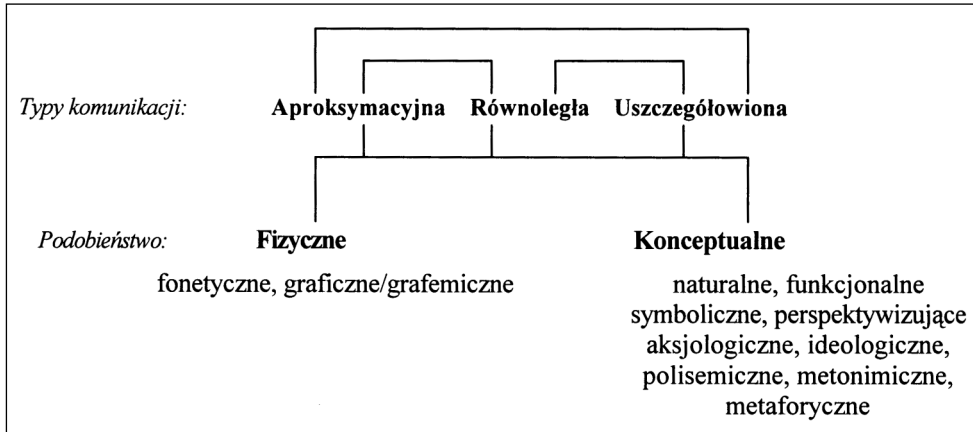 Typy komunikacji: Aproksymacyjna Równoległa Uszczegółowiona
Podobieństwo: Fizyczne Konceptualne
fonetyczne, graficzne/grafemiczne naturalne, funkcjonalne
symboliczne, perspektywizujące
aksjologiczne, ideologiczne,
polisemiczne, metonimiczne,
metaforyczne